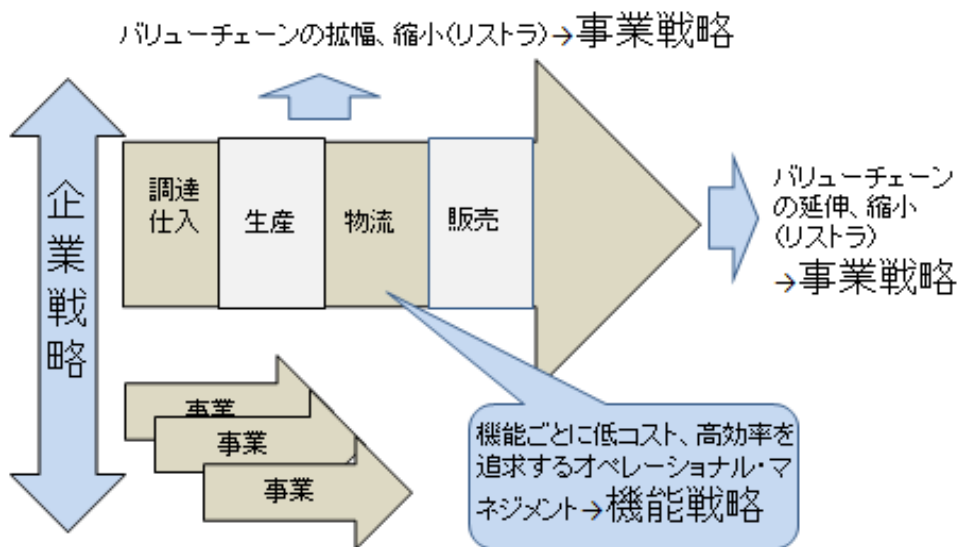 バリューチェーンの拡幅、縮小(リストラ)→事業戦略
企業戦略
調達
仕入
生産
物流
販売
バリューチェーン
の延伸、縮小
(リストラ)
→事業戦略
事業
事業
事業
機能ごとに低コスト、高効率を
追求するオペレーショナル・マ
ネジメント→機能戦略